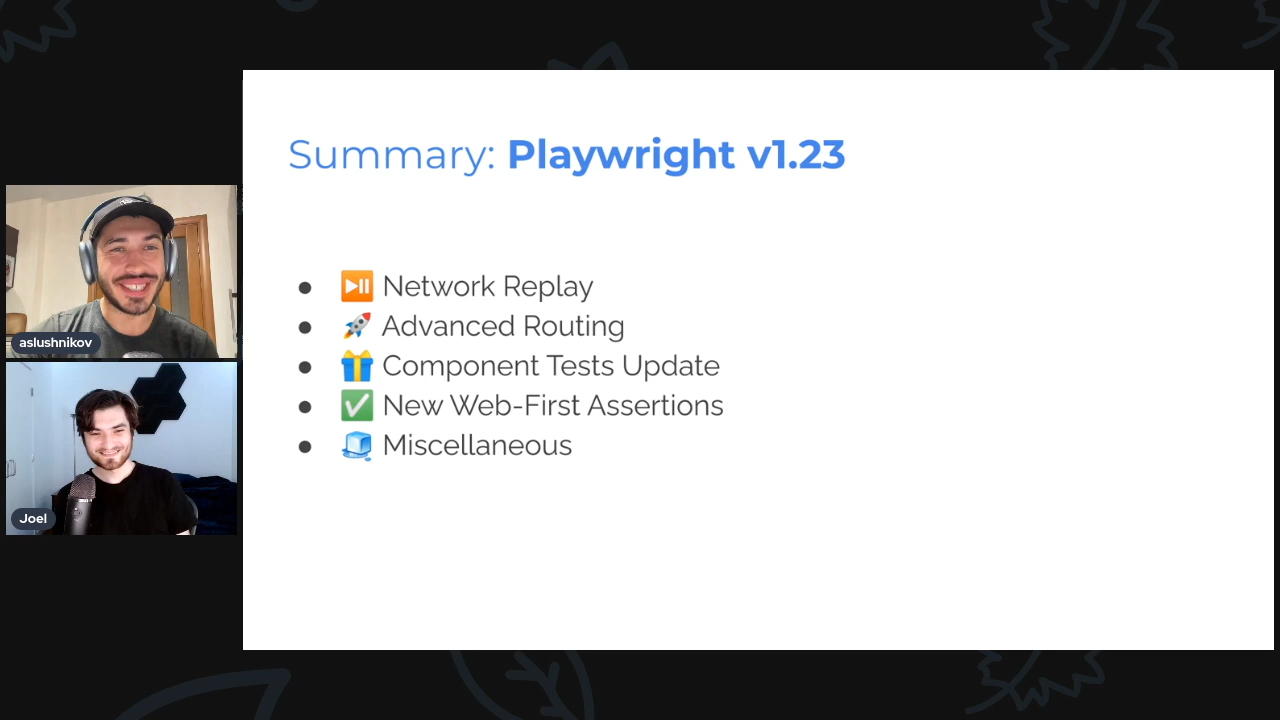 Summary: Playwright v1.23
aslushnikov
Joel
● ⏯️ Network Replay
● 🚀 Advanced Routing
● 🎁 Component Tests Update
● ✅ New Web-First Assertions
● 🧊 Miscellaneous